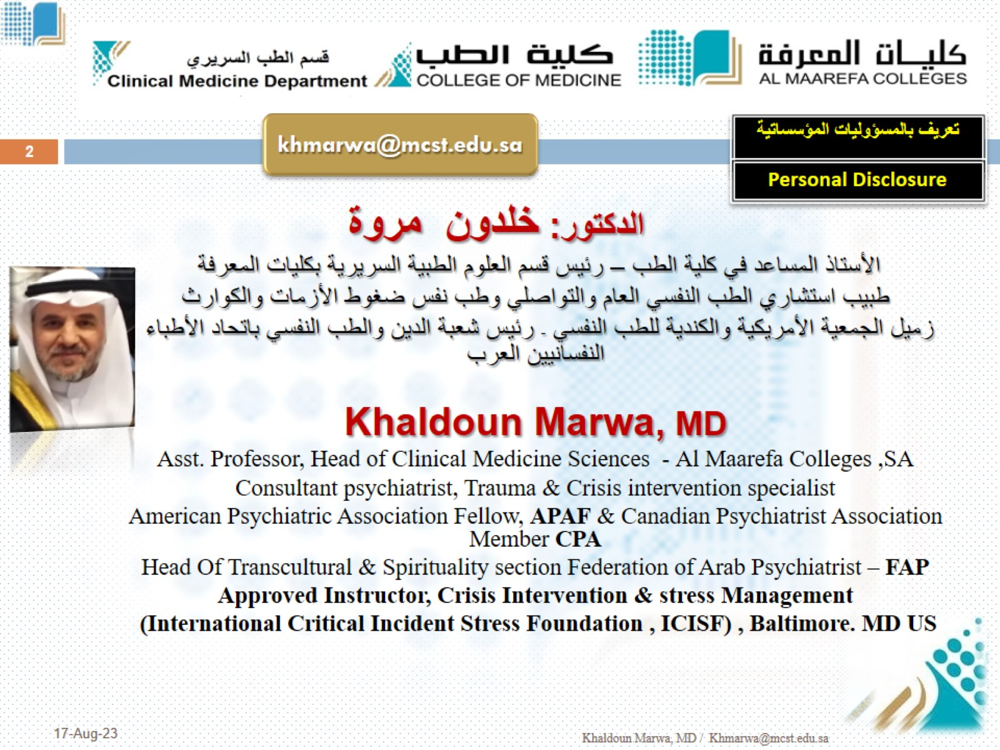 قسم الطب السريري
Clinical Medicine Department
كلية الطب
COLLEGE OF MEDICINE
كليات المعرفة
AL MAAREFA COLLEGES
2
khmarwa@mcst.edu.sa
تعريف بالمسؤوليات المؤسساتية
Personal Disclosure
الدكتور: خلدون مروة
الأستاذ المساعد في كلية الطب – رئيس قسم العلوم الطبية السريرية بكليات المعرفة
طبيب استشاري الطب النفسي العام والتواصلي وطب نفس ضغوط الأزمات والكوارث
زميل الجمعية الأمريكية والكندية للطب النفسي - رئيس شعبة الدين والطب النفسي باتحاد الأطباء
النفسانيين العرب
Khaldoun Marwa, MD
Asst. Professor, Head of Clinical Medicine Sciences - Al Maarefa Colleges ,SA
Consultant psychiatrist, Trauma & Crisis intervention specialist
American Psychiatric Association Fellow, APAF & Canadian Psychiatrist Association
Member CPA
Head Of Transcultural & Spirituality section Federation of Arab Psychiatrist – FAP
Approved Instructor, Crisis Intervention & stress Management
(International Critical Incident Stress Foundation , ICISF) , Baltimore. MD US
17-Aug-23
Khaldoun Marwa, MD / Khmarwa@mcst.edu.sa